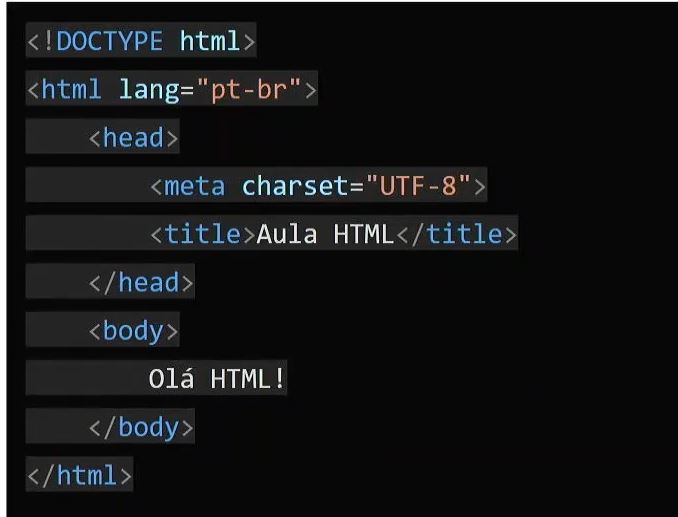 <!DOCTYPE html>
<html lang="pt-br">
<head>
<meta charset="UTF-8">
<title>Aula HTML</title>
</head>
<body>
Olá HTML!
</body>
</html>